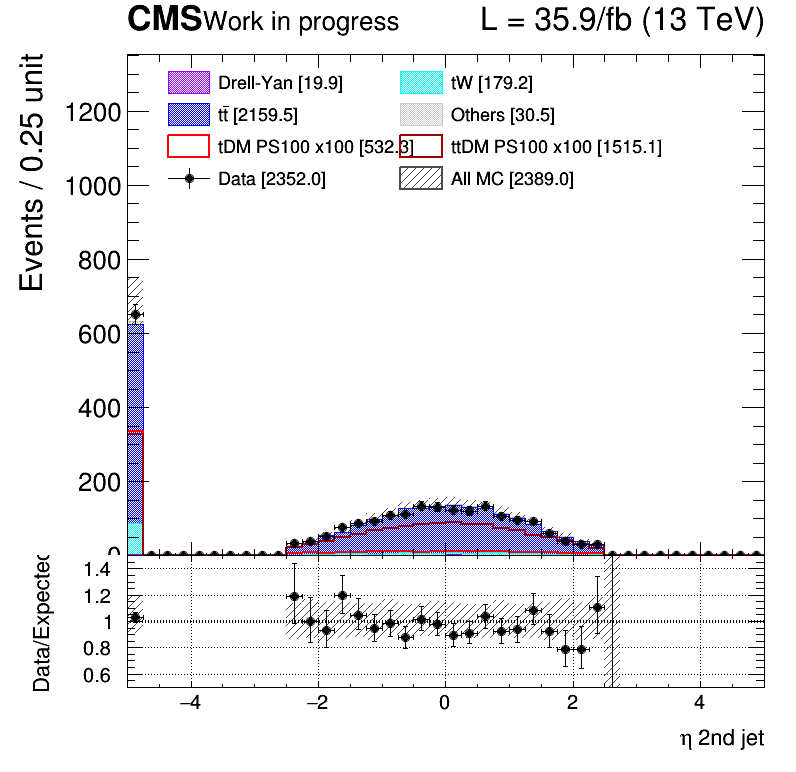 CMS Work in progress L = 35.9/fb (13 TeV)
Events / 0.25 unit
Drell-Yan [19.9] tW [179.2]
tt̄ [2159.5] Others [30.5]
tDM PS100 x100 [532.3] ttDM PS100 x100 [1515.1]
Data [2352.0] All MC [2389.0]
1200
1000
800
600
400
200
0
Data/Expected
1.4
1.2
1
0.8
0.6
−4 −2 0 2 4
η 2nd jet